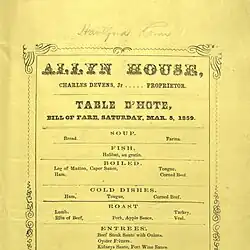 ALLYN HOUSE,
CHARLES DEVENS, Jr ..... PROPRIETOR.
TABLE D'HOTE,
BILL OF FARE, SATURDAY, MAR. 5, 1859.
SOUP.
Bread. Farina.
FISH.
Halibut, au gratin.
BOILED.
Leg of Mutton, Caper Sauce, Tongue.
Ham. Corned Beef.
COLD DISHES.
Ham, Tongue, Corned Beef.
ROAST
Lamb. Turkey.
Ribs of Beef, Pork, Apple Sauce. Veal.
ENTREES.
Beef Steak Roasted with Onions.
Oyster Fritters.
Kidneys Saute, Port Wine Sauce.